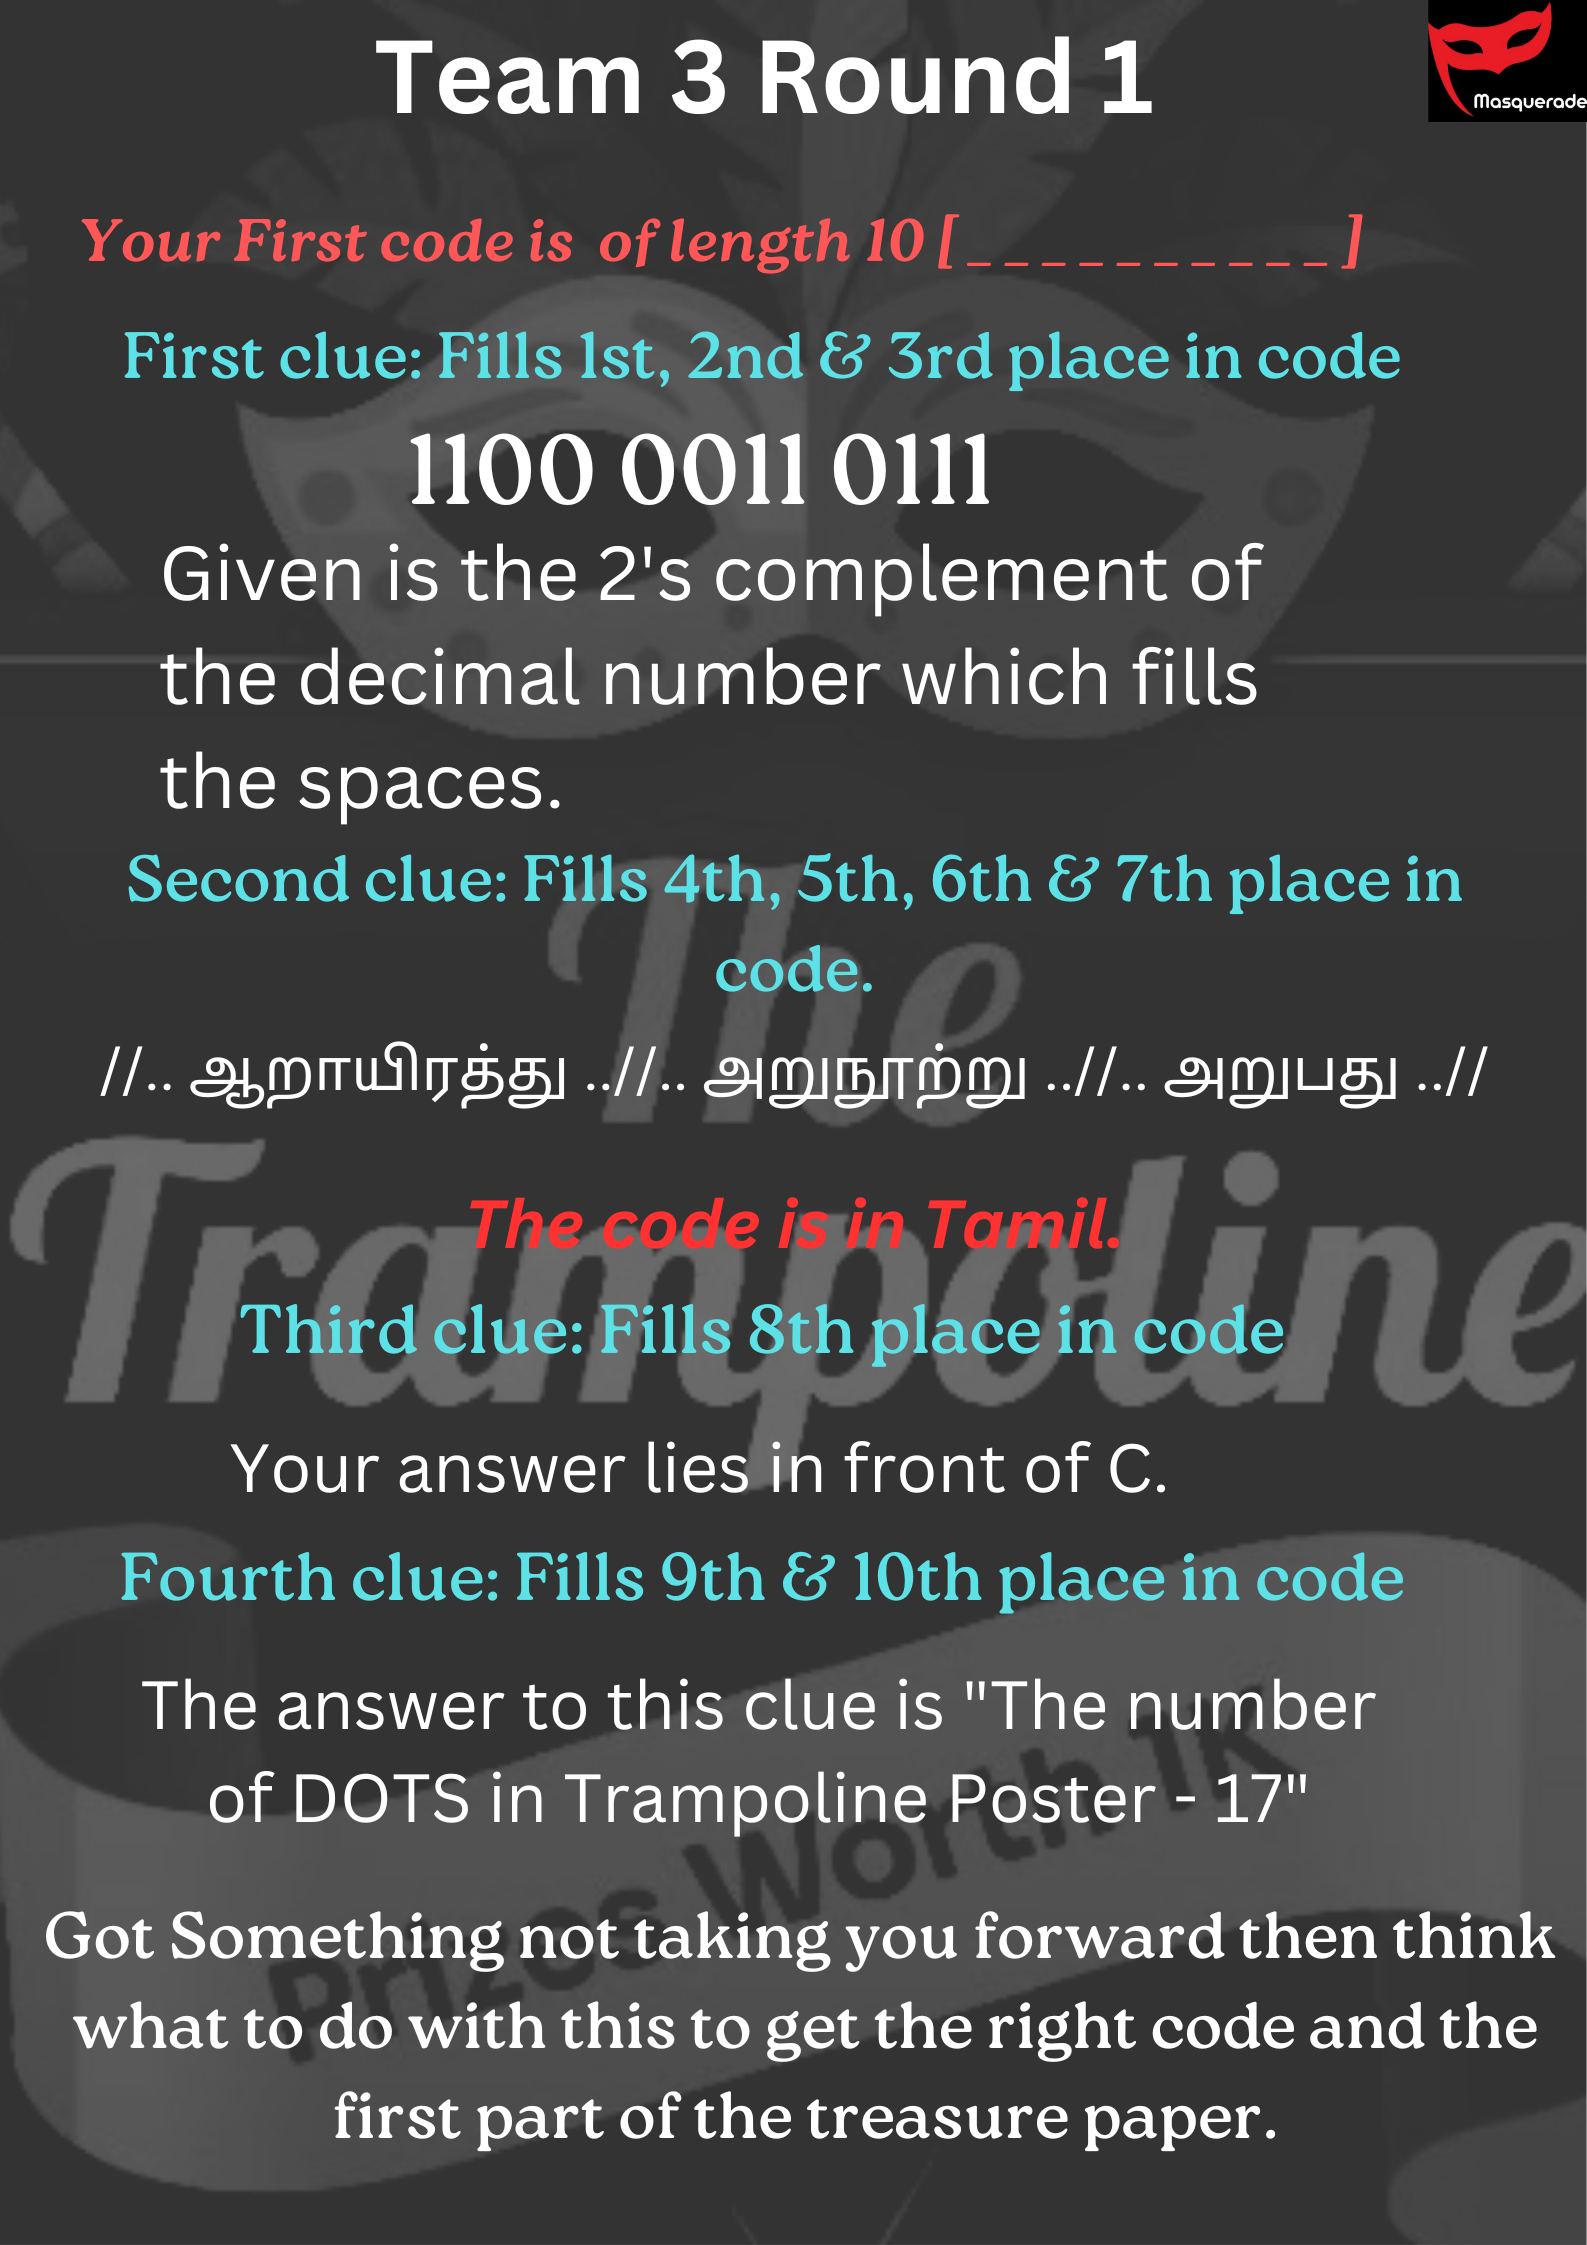 Team 3 Round 1
Masquerade
Your First code is of length 10 [ _ _ _ _ _ _ _ _ _ _ ]
First clue: Fills 1st, 2nd & 3rd place in code
1100 0011 0111
Given is the 2's complement of
the decimal number which fills
the spaces.
Second clue: Fills 4th, 5th, 6th & 7th place in
code.
//.. ஆறாயிரத்து ..//.. அறுநூற்று ..//.. அறுபது ..//
The code is in Tamil.
Third clue: Fills 8th place in code
Your answer lies in front of C.
Fourth clue: Fills 9th & 10th place in code
The answer to this clue is "The number
of DOTS in Trampoline Poster - 17"
Got Something not taking you forward then think
what to do with this to get the right code and the
first part of the treasure paper.
The
Trampoline
Prizes Worth 1K